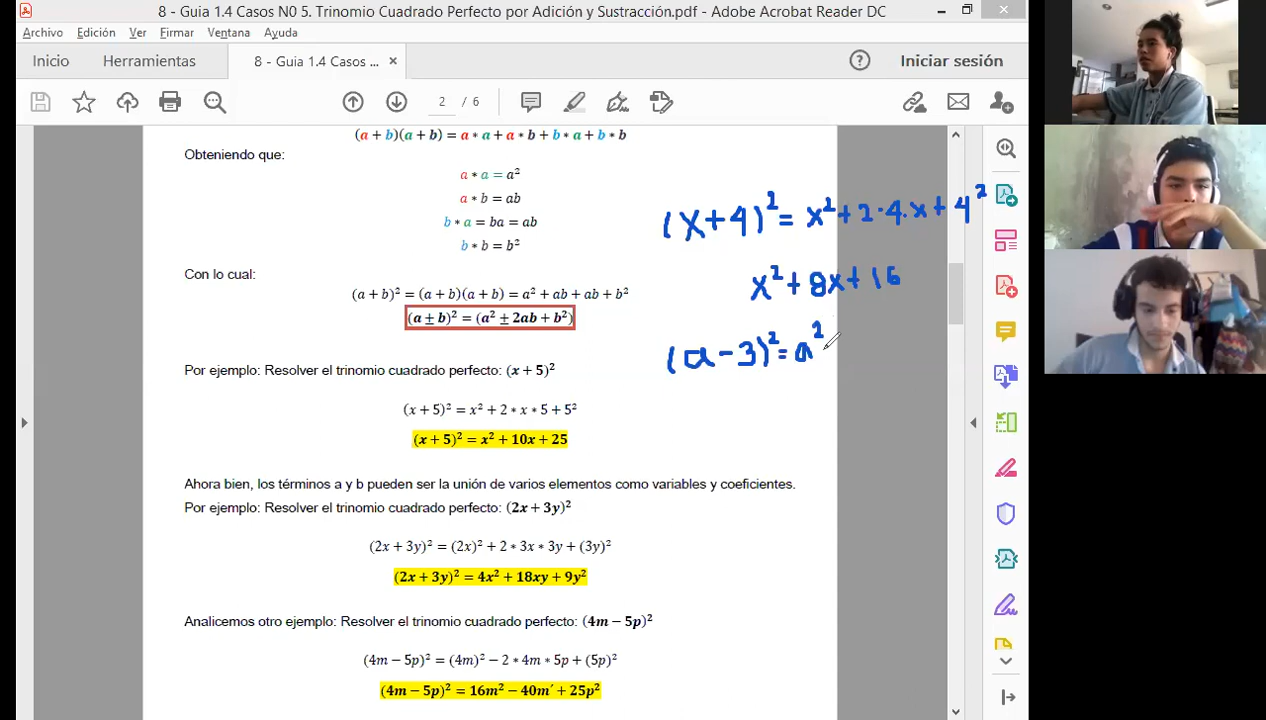 8 - Guia 1.4 Casos N0 5. Trinomio Cuadrado Perfecto por Adición y Sustracción.pdf - Adobe Acrobat Reader DC
Archivo Edición Ver Firmar Ventana Ayuda
Inicio Herramientas 8 - Guia 1.4 Casos ... × Iniciar sesión
2 / 6
(a + b)(a + b) = a ∗ a + a ∗ b + b ∗ a + b ∗ b
Obteniendo que:
a ∗ a = a²
a ∗ b = ab
b ∗ a = ba = ab
b ∗ b = b²
Con lo cual:
(a + b)² = (a + b)(a + b) = a² + ab + ab + b²
(a ± b)² = (a² ± 2ab + b²)
Por ejemplo: Resolver el trinomio cuadrado perfecto: (x + 5)²
(x + 5)² = x² + 2 ∗ x ∗ 5 + 5²
(x + 5)² = x² + 10x + 25
Ahora bien, los términos a y b pueden ser la unión de varios elementos como variables y coeficientes.
Por ejemplo: Resolver el trinomio cuadrado perfecto: (2x + 3y)²
(2x + 3y)² = (2x)² + 2 ∗ 3x ∗ 3y + (3y)²
(2x + 3y)² = 4x² + 18xy + 9y²
Analicemos otro ejemplo: Resolver el trinomio cuadrado perfecto: (4m − 5p)²
(4m − 5p)² = (4m)² − 2 ∗ 4m ∗ 5p + (5p)²
(4m − 5p)² = 16m² − 40m´ + 25p²
(x+4)² = x² + 2·4·x + 4²
x² + 8x + 16
(a − 3)² = a²